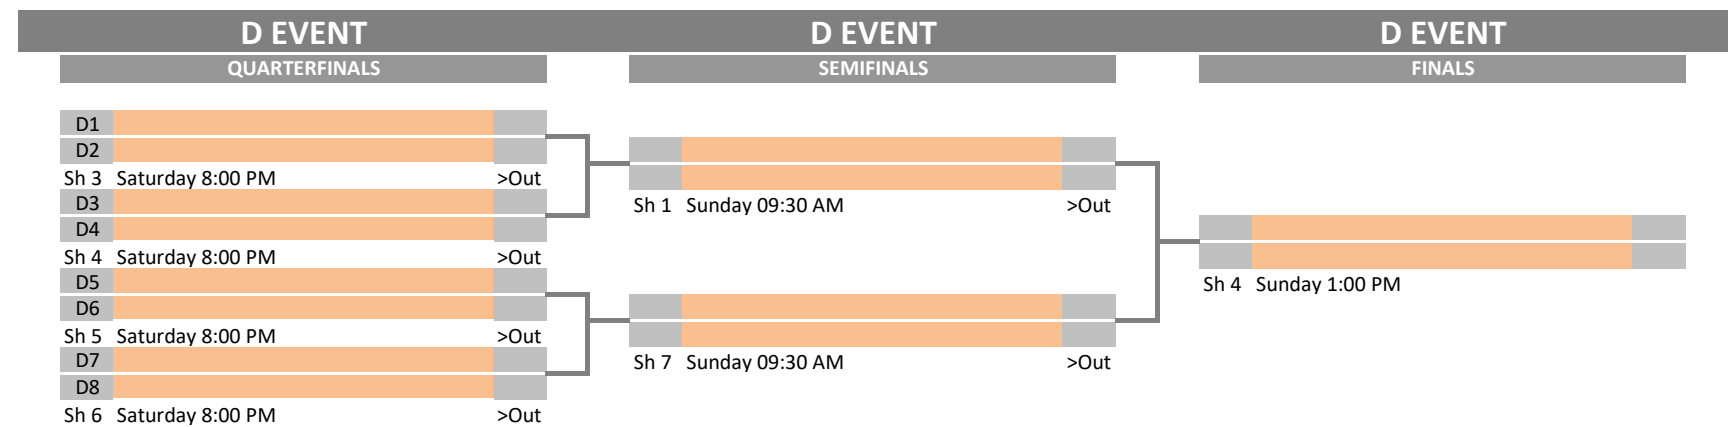 D EVENT D EVENT D EVENT
QUARTERFINALS SEMIFINALS FINALS
D1
D2
Sh 3 Saturday 8:00 PM >Out
D3
D4
Sh 4 Saturday 8:00 PM >Out
D5
D6
Sh 5 Saturday 8:00 PM >Out
D7
D8
Sh 6 Saturday 8:00 PM >Out
Sh 1 Sunday 09:30 AM >Out
Sh 7 Sunday 09:30 AM >Out
Sh 4 Sunday 1:00 PM